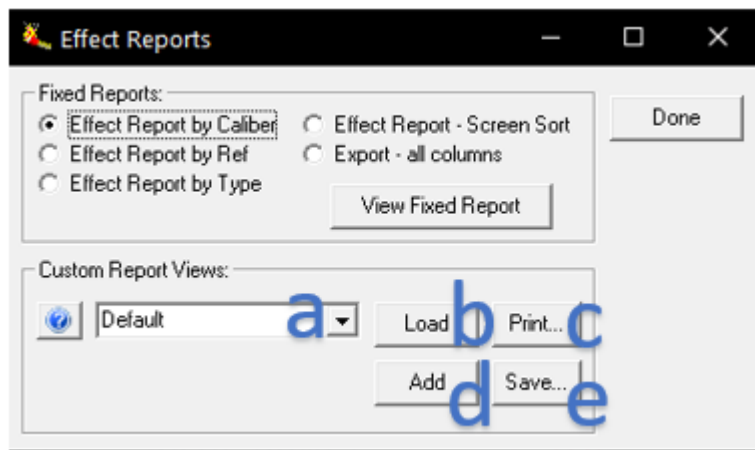 Effect Reports
Fixed Reports:
Effect Report by Caliber
Effect Report - Screen Sort
Done
Effect Report by Ref
Export - all columns
Effect Report by Type
View Fixed Report
Custom Report Views:
Default a
Load b
Print... c
Add d
Save... e